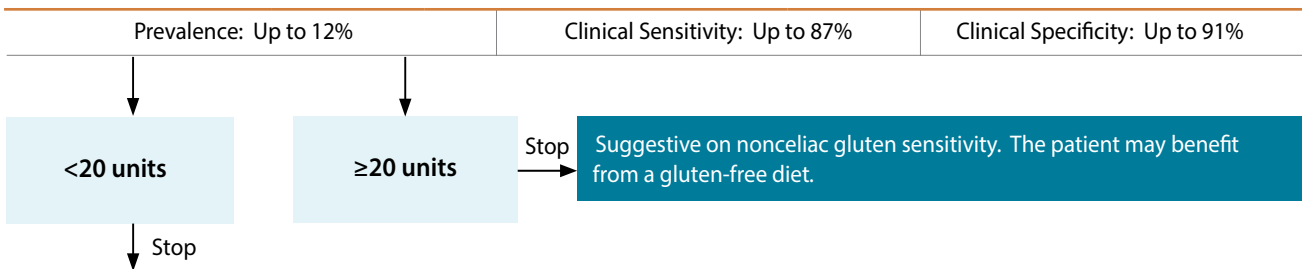 Prevalence: Up to 12%
Clinical Sensitivity: Up to 87%
Clinical Specificity: Up to 91%
<20 units
≥20 units
Stop
Suggestive on nonceliac gluten sensitivity. The patient may benefit
from a gluten-free diet.
Stop